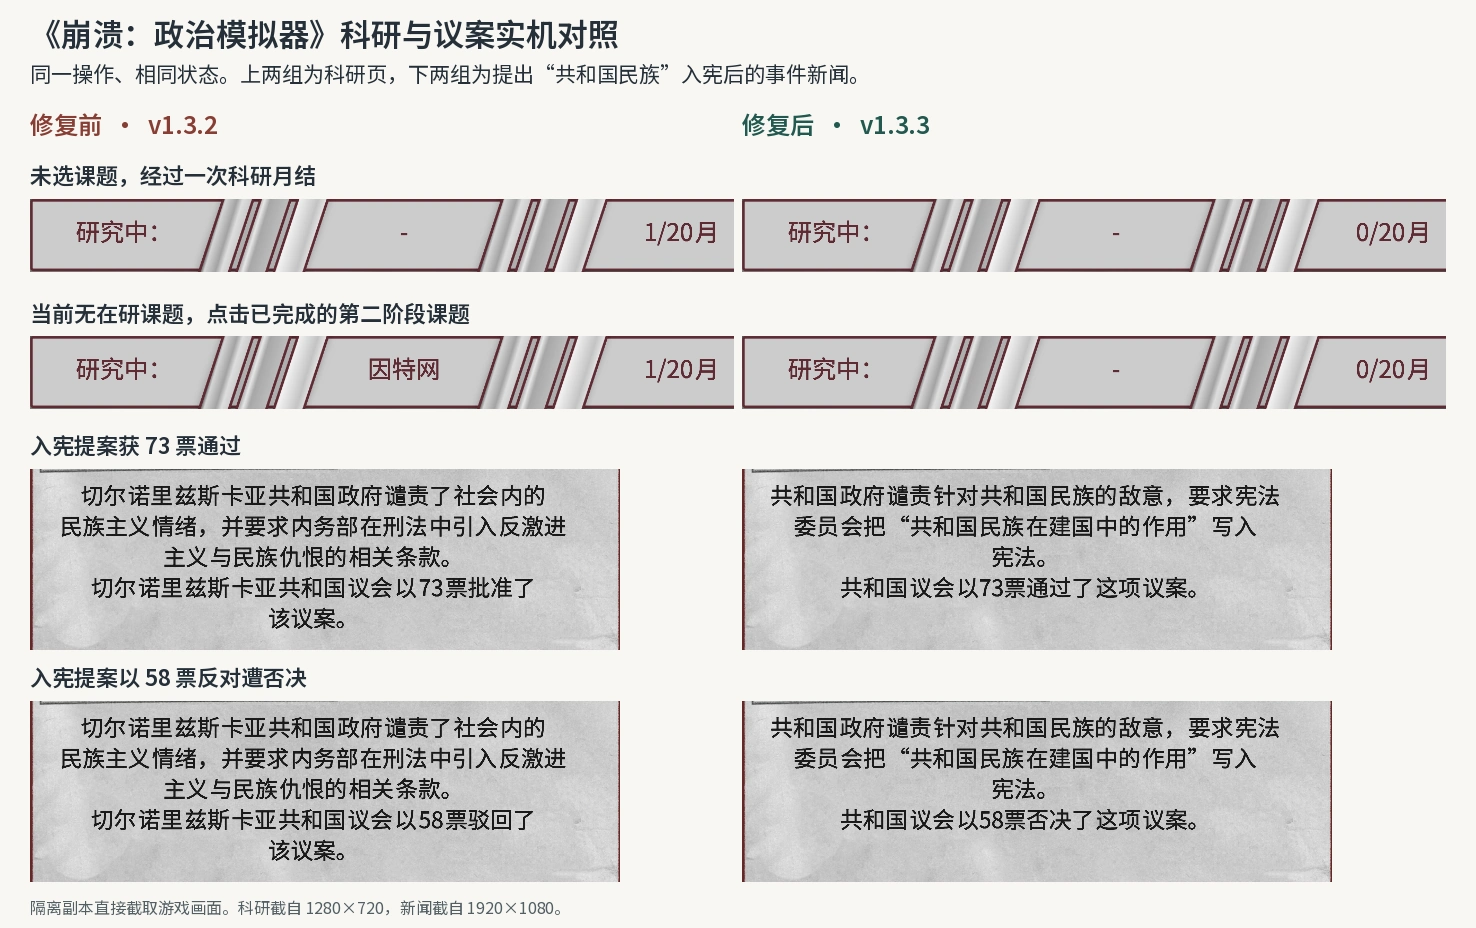 《崩溃：政治模拟器》科研与议案实机对照
同一操作、相同状态。上两组为科研页，下两组为提出“共和国民族”入宪后的事件新闻。
修复前 • v1.3.2
修复后 • v1.3.3
未选课题，经过一次科研月结
研究中： - 1/20月
研究中： - 0/20月
当前无在研课题，点击已完成的第二阶段课题
研究中： 因特网 1/20月
研究中： - 0/20月
入宪提案获 73 票通过
切尔诺里兹斯卡亚共和国政府谴责了社会内的
民族主义情绪，并要求内务部在刑法中引入反激进
主义与民族仇恨的相关条款。
切尔诺里兹斯卡亚共和国议会以73票批准了
该议案。
共和国政府谴责针对共和国民族的敌意，要求宪法
委员会把“共和国民族在建国中的作用”写入
宪法。
共和国议会以73票通过了这项议案。
入宪提案以 58 票反对遭否决
切尔诺里兹斯卡亚共和国政府谴责了社会内的
民族主义情绪，并要求内务部在刑法中引入反激进
主义与民族仇恨的相关条款。
切尔诺里兹斯卡亚共和国议会以58票驳回了
该议案。
共和国政府谴责针对共和国民族的敌意，要求宪法
委员会把“共和国民族在建国中的作用”写入
宪法。
共和国议会以58票否决了这项议案。
隔离副本直接截取游戏画面。科研截自 1280×720，新闻截自 1920×1080。